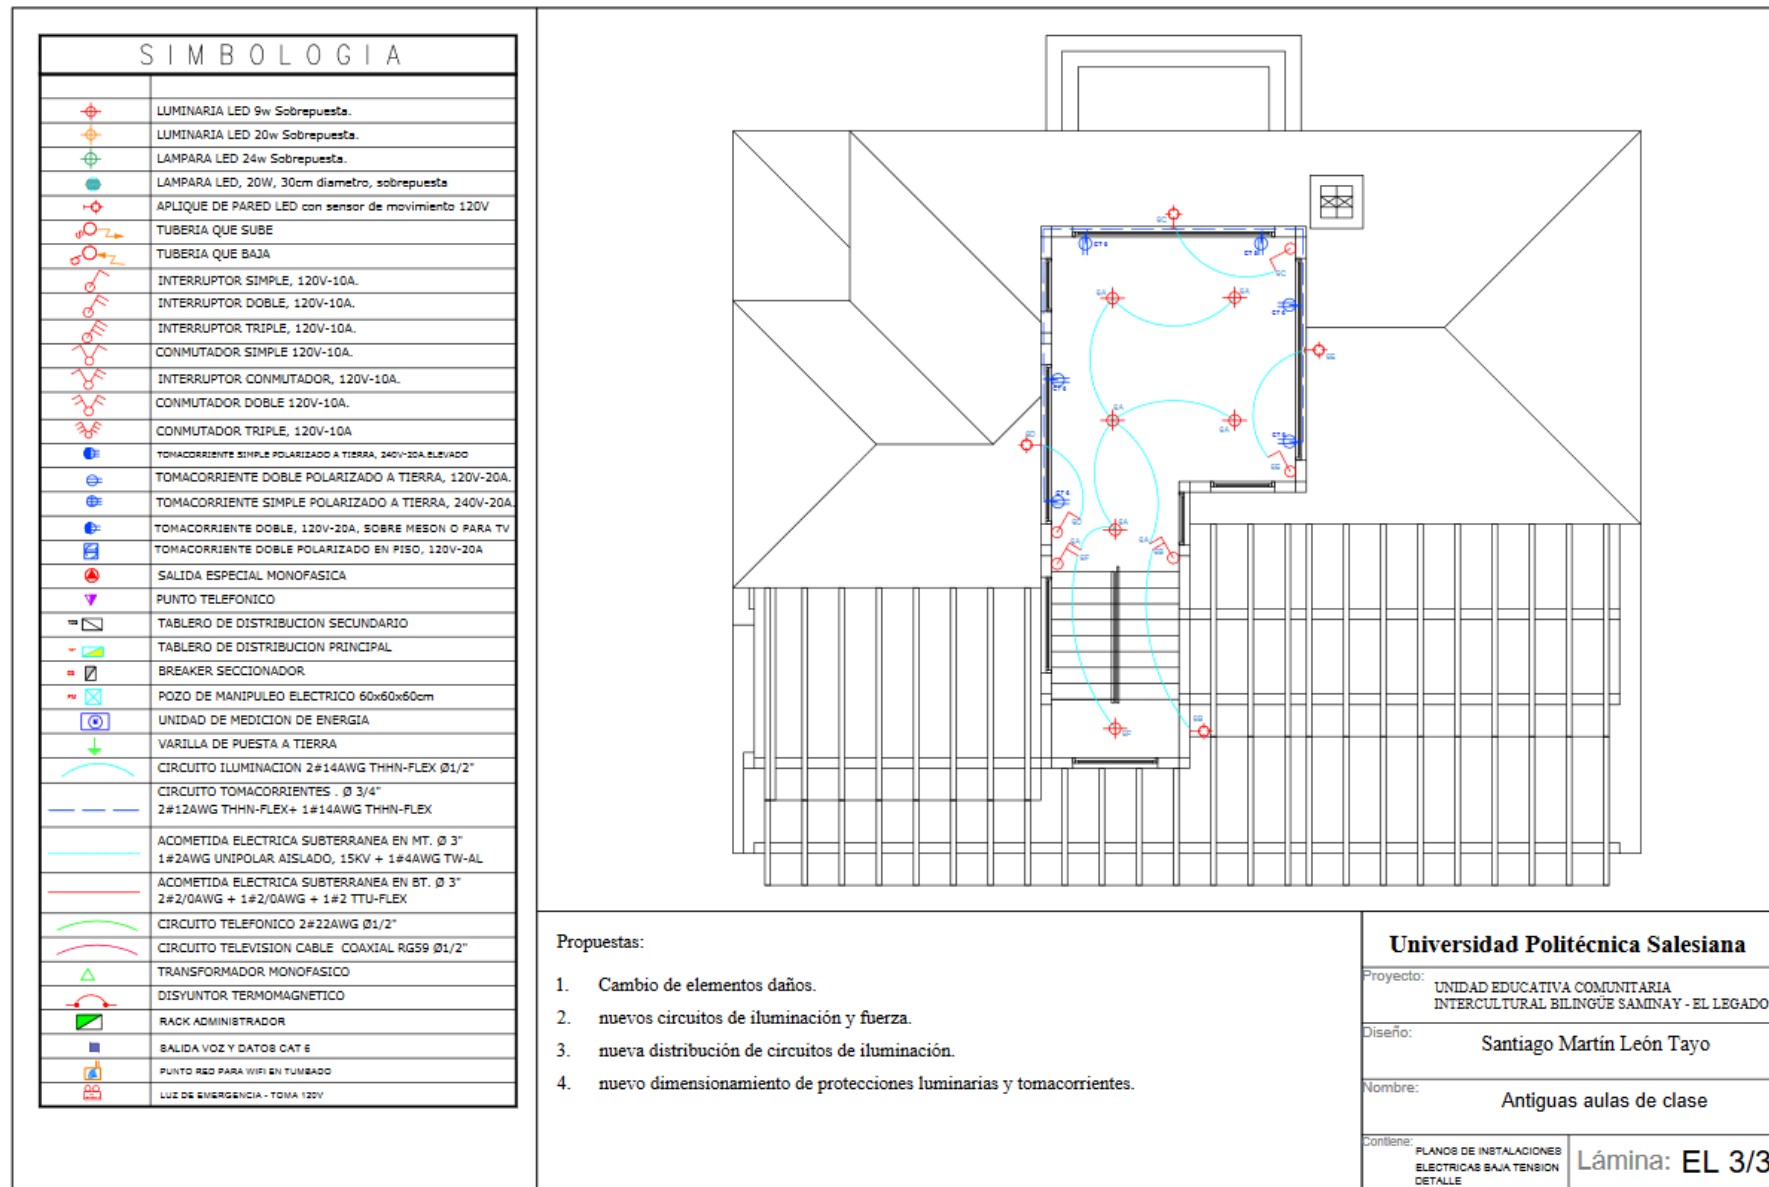 SIMBOLOGIA
LUMINARIA LED 9w Sobrepuesta.
LUMINARIA LED 20w Sobrepuesta.
LAMPARA LED 24w Sobrepuesta.
LAMPARA LED, 20W, 30cm diametro, sobrepuesta
APLIQUE DE PARED LED con sensor de movimiento 120V
TUBERIA QUE SUBE
TUBERIA QUE BAJA
INTERRUPTOR SIMPLE, 120V-10A.
INTERRUPTOR DOBLE, 120V-10A.
INTERRUPTOR TRIPLE, 120V-10A.
CONMUTADOR SIMPLE 120V-10A.
INTERRUPTOR CONMUTADOR, 120V-10A.
CONMUTADOR DOBLE 120V-10A.
CONMUTADOR TRIPLE, 120V-10A
TOMACORRIENTE SIMPLE POLARIZADO A TIERRA, 240V-20A.ELEVADO
TOMACORRIENTE DOBLE POLARIZADO A TIERRA, 120V-20A.
TOMACORRIENTE SIMPLE POLARIZADO A TIERRA, 240V-20A.
TOMACORRIENTE DOBLE, 120V-20A, SOBRE MESON O PARA TV
TOMACORRIENTE DOBLE POLARIZADO EN PISO, 120V-20A
SALIDA ESPECIAL MONOFASICA
PUNTO TELEFONICO
TABLERO DE DISTRIBUCION SECUNDARIO
TABLERO DE DISTRIBUCION PRINCIPAL
BREAKER SECCIONADOR
POZO DE MANIPULEO ELECTRICO 60x60x60cm
UNIDAD DE MEDICION DE ENERGIA
VARILLA DE PUESTA A TIERRA
CIRCUITO ILUMINACION 2#14AWG THHN-FLEX Ø1/2"
CIRCUITO TOMACORRIENTES . Ø 3/4"
2#12AWG THHN-FLEX+ 1#14AWG THHN-FLEX
ACOMETIDA ELECTRICA SUBTERRANEA EN MT. Ø 3"
1#2AWG UNIPOLAR AISLADO, 15KV + 1#4AWG TW-AL
ACOMETIDA ELECTRICA SUBTERRANEA EN BT. Ø 3"
2#2/0AWG + 1#2/0AWG + 1#2 TTU-FLEX
CIRCUITO TELEFONICO 2#22AWG Ø1/2"
CIRCUITO TELEVISION CABLE COAXIAL RG59 Ø1/2"
TRANSFORMADOR MONOFASICO
DISYUNTOR TERMOMAGNETICO
RACK ADMINISTRADOR
SALIDA VOZ Y DATOS CAT 6
PUNTO RED PARA WIFI EN TUMBADO
LUZ DE EMERGENCIA - TOMA 120V
Propuestas:
1. Cambio de elementos daños.
2. nuevos circuitos de iluminación y fuerza.
3. nueva distribución de circuitos de iluminación.
4. nuevo dimensionamiento de protecciones luminarias y tomacorrientes.
Universidad Politécnica Salesiana
Proyecto:
UNIDAD EDUCATIVA COMUNITARIA
INTERCULTURAL BILINGÜE SAMINAY - EL LEGADO
Diseño:
Santiago Martín León Tayo
Nombre:
Antiguas aulas de clase
Contiene:
PLANOS DE INSTALACIONES
ELECTRICAS BAJA TENSION
DETALLE
Lámina: EL 3/3